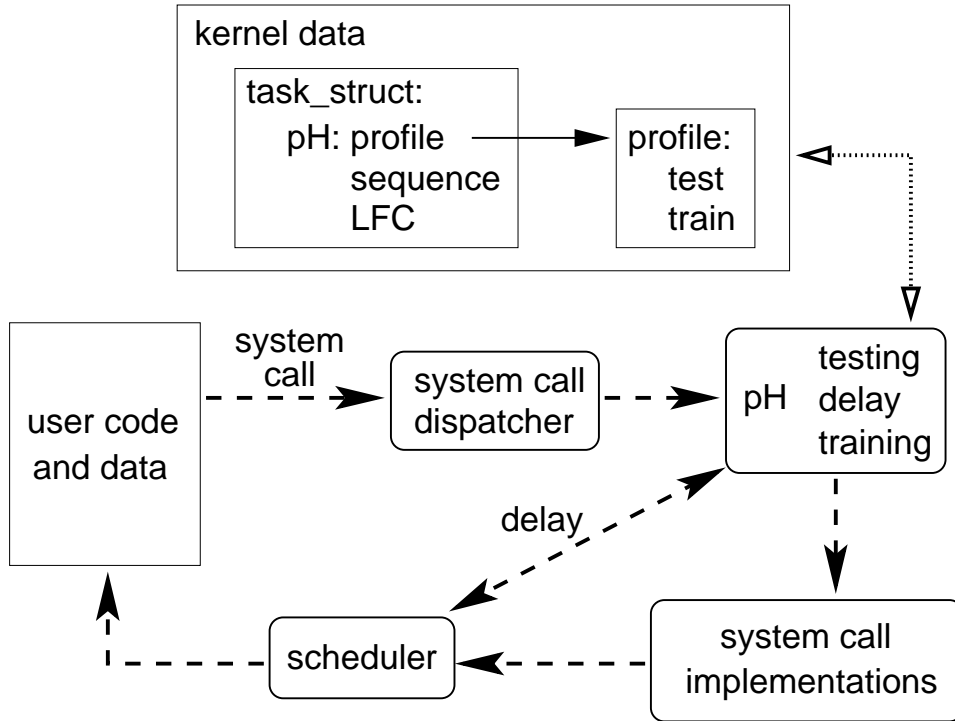 kernel data
task_struct:
pH: profile
sequence
LFC
profile:
test
train
system
call
user code
and data
system call
dispatcher
pH
testing
delay
training
delay
scheduler
system call
implementations